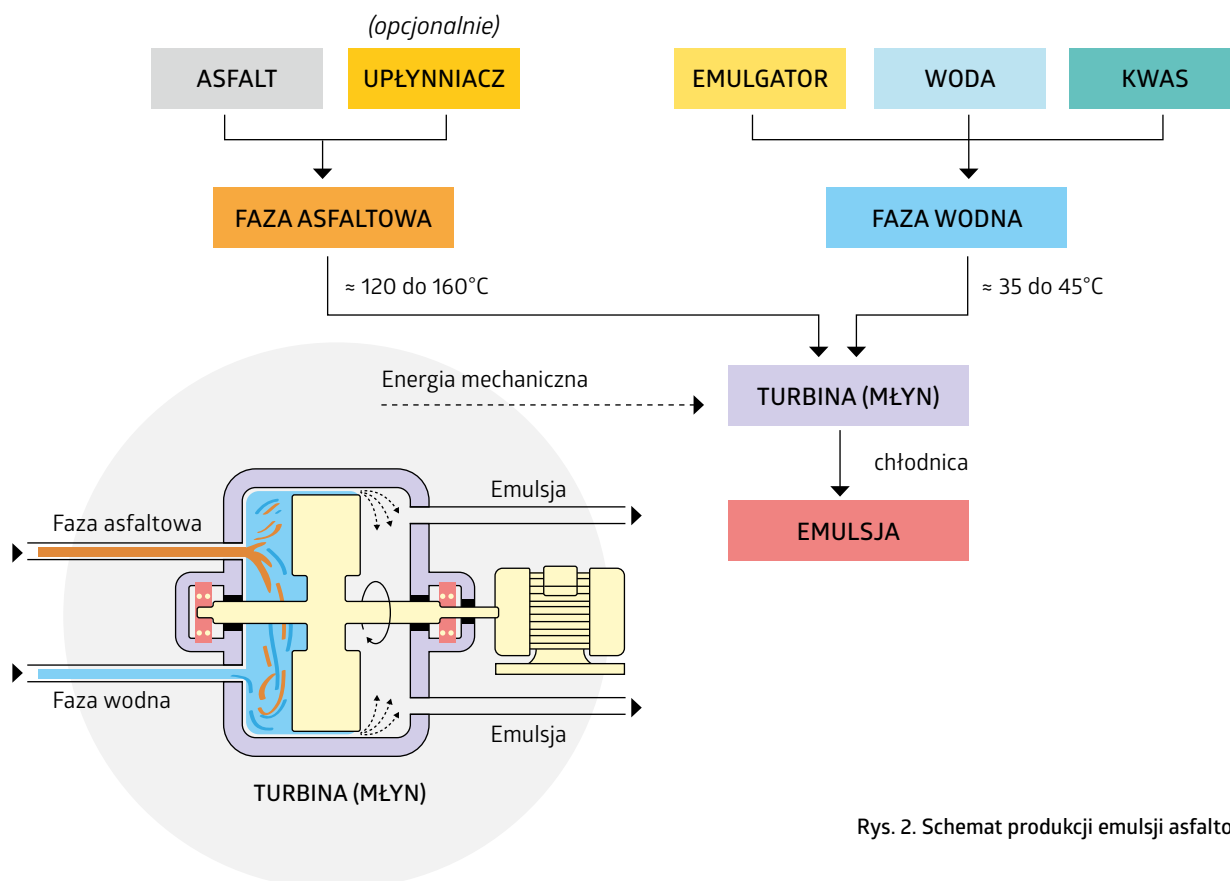 (opcjonalnie)
ASFALT
UPŁYNNIACZ
EMULGATOR
WODA
KWAS
FAZA ASFALTOWA
FAZA WODNA
≈ 120 do 160°C
≈ 35 do 45°C
Energia mechaniczna
TURBINA (MŁYN)
chłodnica
EMULSJA
Emulsja
Faza asfaltowa
Faza wodna
Emulsja
TURBINA (MŁYN)
Rys. 2. Schemat produkcji emulsji asfalto